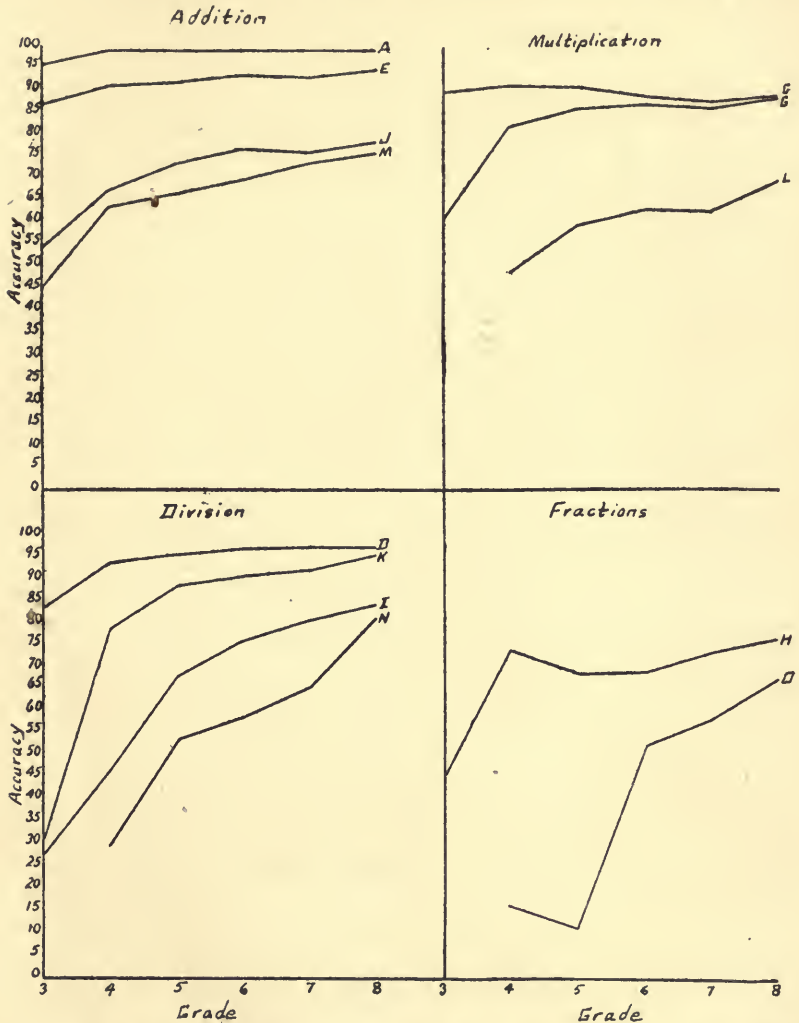 Addition
Multiplication
100
95
90
85
80
75
70
65
60
55
50
45
40
35
30
25
20
15
10
5
0
Accuracy
A
E
J
M
G
L
Division
Fractions
100
95
90
85
80
75
70
65
60
55
50
45
40
35
30
25
20
15
10
5
0
Accuracy
D
K
I
N
H
O
3 4 5 6 7 8 3 4 5 6 7 8
Grade Grade